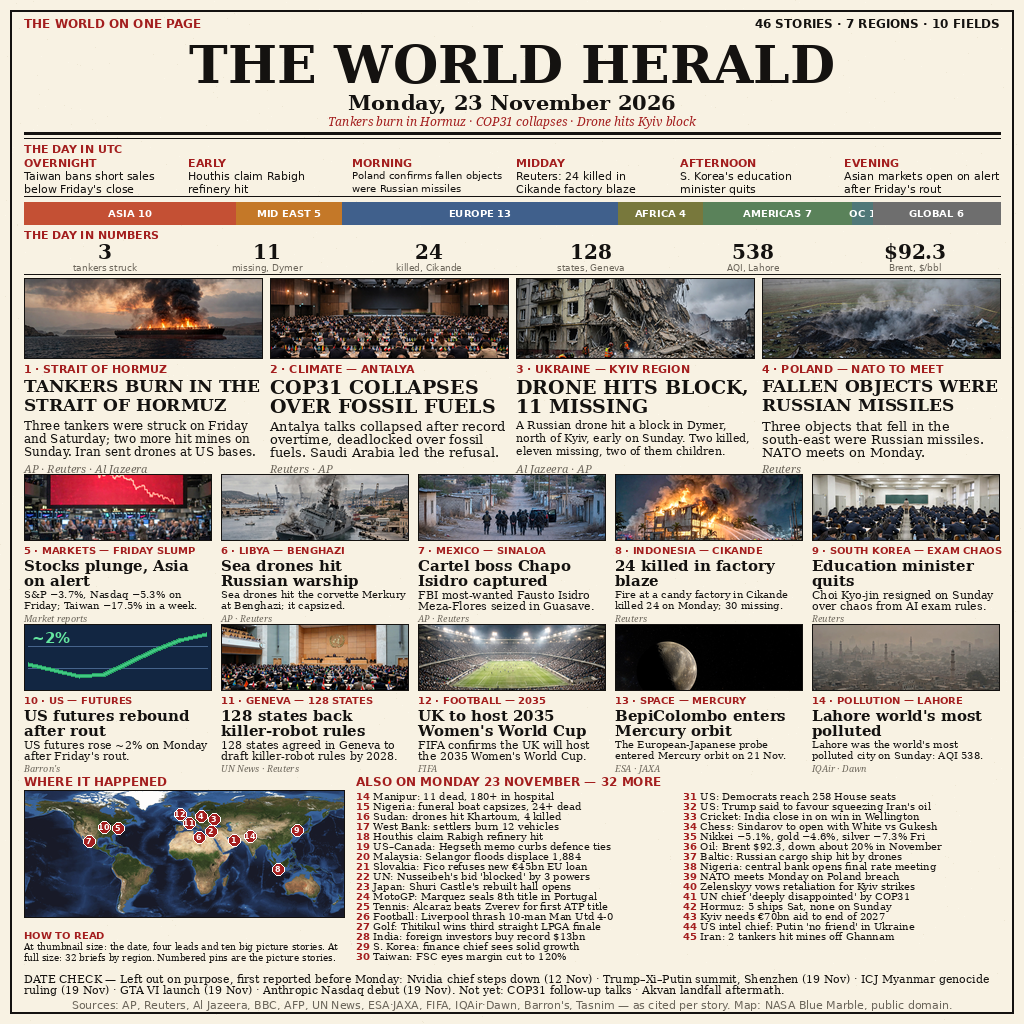 THE WORLD ON ONE PAGE
46 STORIES · 7 REGIONS · 10 FIELDS
THE WORLD HERALD
Monday, 23 November 2026
Tankers burn in Hormuz · COP31 collapses · Drone hits Kyiv block
THE DAY IN UTC
OVERNIGHT
Taiwan bans short sales
below Friday's close
EARLY
Houthis claim Rabigh
refinery hit
MORNING
Poland confirms fallen objects
were Russian missiles
MIDDAY
Reuters: 24 killed in
Cikande factory blaze
AFTERNOON
S. Korea's education
minister quits
EVENING
Asian markets open on alert
after Friday's rout
ASIA 10
MID EAST 5
EUROPE 13
AFRICA 4
AMERICAS 7
OC 1
GLOBAL 6
THE DAY IN NUMBERS
3
tankers struck
11
missing, Dymer
24
killed, Cikande
128
states, Geneva
538
AQI, Lahore
$92.3
Brent, $/bbl
1 · STRAIT OF HORMUZ
TANKERS BURN IN THE
STRAIT OF HORMUZ
Three tankers were struck on Friday
and Saturday; two more hit mines on
Sunday. Iran sent drones at US bases.
AP · Reuters · Al Jazeera
2 · CLIMATE — ANTALYA
COP31 COLLAPSES
OVER FOSSIL FUELS
Antalya talks collapsed after record
overtime, deadlocked over fossil
fuels. Saudi Arabia led the refusal.
Reuters · AP
3 · UKRAINE — KYIV REGION
DRONE HITS BLOCK,
11 MISSING
A Russian drone hit a block in Dymer,
north of Kyiv, early on Sunday. Two killed,
eleven missing, two of them children.
Al Jazeera · AP
4 · POLAND — NATO TO MEET
FALLEN OBJECTS WERE
RUSSIAN MISSILES
Three objects that fell in the
south-east were Russian missiles.
NATO meets on Monday.
Reuters
5 · MARKETS — FRIDAY SLUMP
Stocks plunge, Asia
on alert
S&P −3.7%, Nasdaq −5.3% on
Friday; Taiwan −17.5% in a week.
Market reports
6 · LIBYA — BENGHAZI
Sea drones hit
Russian warship
Sea drones hit the corvette Merkury
at Benghazi; it capsized.
AP · Reuters
7 · MEXICO — SINALOA
Cartel boss Chapo
Isidro captured
FBI most-wanted Fausto Isidro
Meza-Flores seized in Guasave.
AP · Reuters
8 · INDONESIA — CIKANDE
24 killed in factory
blaze
Fire at a candy factory in Cikande
killed 24 on Monday; 30 missing.
Reuters
9 · SOUTH KOREA — EXAM CHAOS
Education minister
quits
Choi Kyo-jin resigned on Sunday
over chaos from AI exam rules.
Reuters
~2%
10 · US — FUTURES
US futures rebound
after rout
US futures rose ~2% on Monday
after Friday's rout.
Barron's
11 · GENEVA — 128 STATES
128 states back
killer-robot rules
128 states agreed in Geneva to
draft killer-robot rules by 2028.
UN News · Reuters
12 · FOOTBALL — 2035
UK to host 2035
Women's World Cup
FIFA confirms the UK will host
the 2035 Women's World Cup.
FIFA
13 · SPACE — MERCURY
BepiColombo enters
Mercury orbit
The European-Japanese probe
entered Mercury orbit on 21 Nov.
ESA · JAXA
14 · POLLUTION — LAHORE
Lahore world's most
polluted
Lahore was the world's most
polluted city on Sunday: AQI 538.
IQAir · Dawn
WHERE IT HAPPENED
10
5
7
12
11
4
3
2
6
1
14
9
8
HOW TO READ
At thumbnail size: the date, four leads and ten big picture stories. At
full size: 32 briefs by region. Numbered pins are the picture stories.
ALSO ON MONDAY 23 NOVEMBER — 32 MORE
14 Manipur: 11 dead, 180+ in hospital
15 Nigeria: funeral boat capsizes, 24+ dead
16 Sudan: drones hit Khartoum, 4 killed
17 West Bank: settlers burn 12 vehicles
18 Houthis claim Rabigh refinery hit
19 US–Canada: Hegseth memo curbs defence ties
20 Malaysia: Selangor floods displace 1,884
21 Slovakia: Fico refuses new €45bn EU loan
22 UN: Nusseibeh's bid 'blocked' by 3 powers
23 Japan: Shuri Castle's rebuilt hall opens
24 MotoGP: Marquez seals 8th title in Portugal
25 Tennis: Alcaraz beats Zverev for first ATP title
26 Football: Liverpool thrash 10-man Man Utd 4-0
27 Golf: Thitikul wins third straight LPGA finale
28 India: foreign investors buy record $13bn
29 S. Korea: finance chief sees solid growth
30 Taiwan: FSC eyes margin cut to 120%
31 US: Democrats reach 258 House seats
32 US: Trump said to favour squeezing Iran's oil
33 Cricket: India close in on win in Wellington
34 Chess: Sindarov to open with White vs Gukesh
35 Nikkei −5.1%, gold −4.6%, silver −7.3% Fri
36 Oil: Brent $92.3, down about 20% in November
37 Baltic: Russian cargo ship hit by drones
38 Nigeria: central bank opens final rate meeting
39 NATO meets Monday on Poland breach
40 Zelenskyy vows retaliation for Kyiv strikes
41 UN chief 'deeply disappointed' by COP31
42 Hormuz: 5 ships Sat, none on Sunday
43 Kyiv needs €70bn aid to end of 2027
44 US intel chief: Putin 'no friend' in Ukraine
45 Iran: 2 tankers hit mines off Ghannam
DATE CHECK — Left out on purpose, first reported before Monday: Nvidia chief steps down (12 Nov) · Trump–Xi–Putin summit, Shenzhen (19 Nov) · ICJ Myanmar genocide
ruling (19 Nov) · GTA VI launch (19 Nov) · Anthropic Nasdaq debut (19 Nov). Not yet: COP31 follow-up talks · Akvan landfall aftermath.
Sources: AP, Reuters, Al Jazeera, BBC, AFP, UN News, ESA·JAXA, FIFA, IQAir·Dawn, Barron's, Tasnim — as cited per story. Map: NASA Blue Marble, public domain.